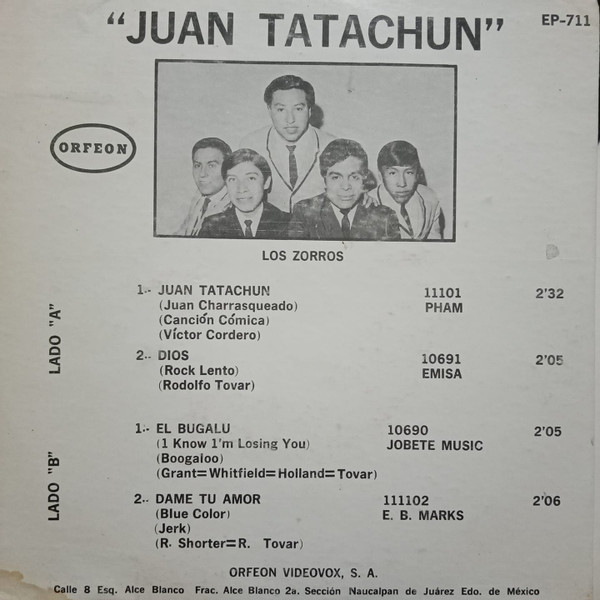 "JUAN TATACHUN"
EP-711
ORFEON
LOS ZORROS
LADO "A"
1.- JUAN TATACHUN 11101 2'32
(Juan Charrasqueado) PHAM
(Canción Cómica)
(Víctor Cordero)
2.- DIOS 10691 2'05
(Rock Lento) EMISA
(Rodolfo Tovar)
LADO "B"
1.- EL BUGALU 10690 2'05
(1 Know 1'm Losing You) JOBETE MUSIC
(Boogaloo)
(Grant=Whitfield=Holland=Tovar)
2.- DAME TU AMOR 111102 2'06
(Blue Color) E. B. MARKS
(Jerk)
(R. Shorter=R. Tovar)
ORFEON VIDEOVOX, S. A.
Calle 8 Esq. Alce Blanco Frac. Alce Blanco 2a. Sección Naucalpan de Juárez Edo. de México